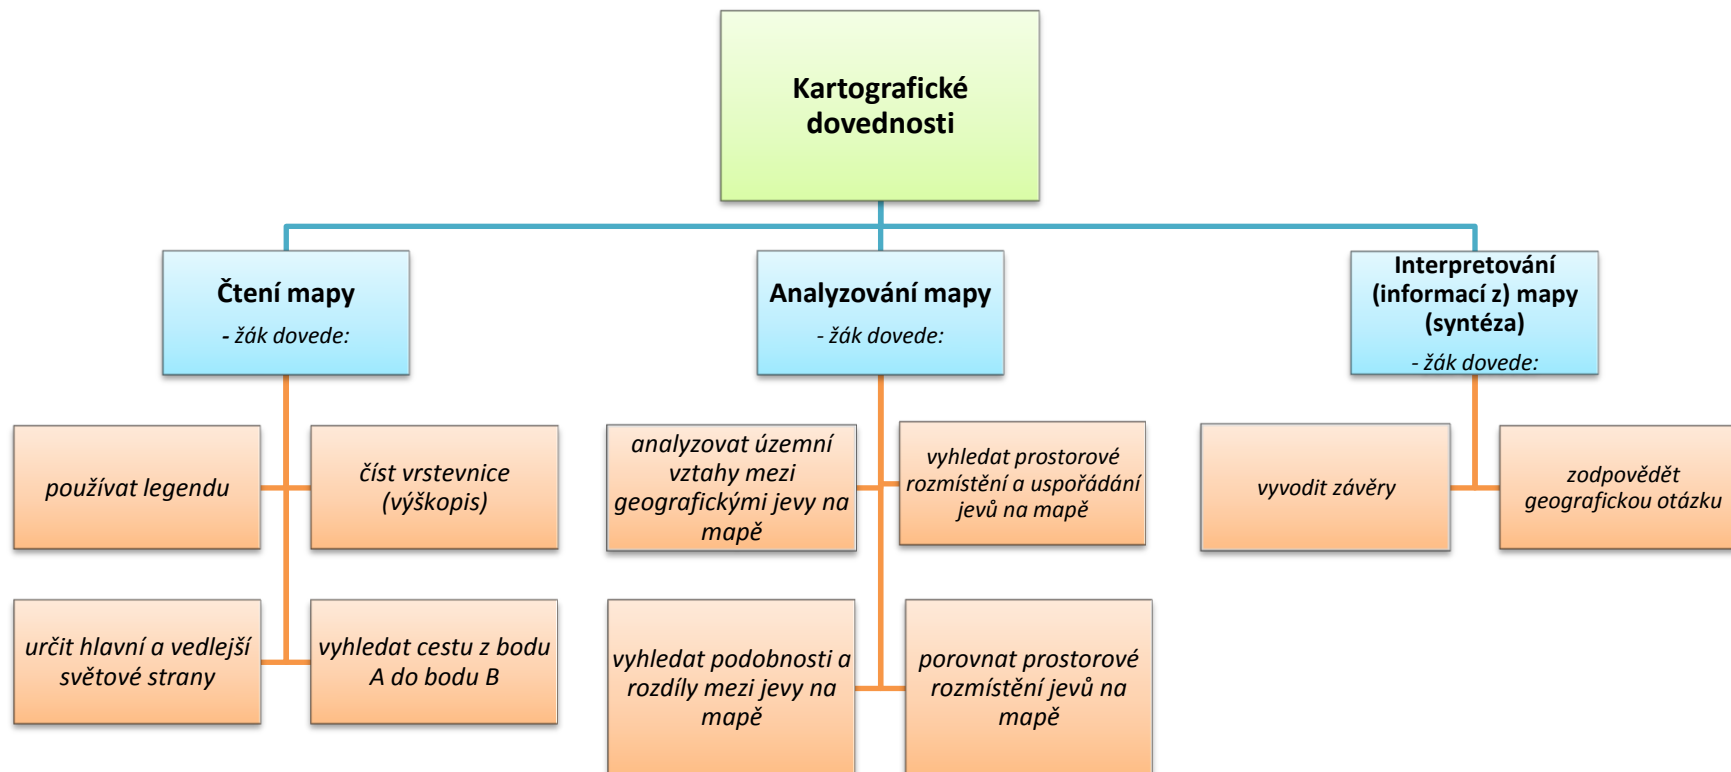 Kartografické
dovednosti
Čtení mapy
- žák dovede:
Analyzování mapy
- žák dovede:
Interpretování
(informací z) mapy
(syntéza)
- žák dovede:
používat legendu
číst vrstevnice
(výškopis)
určit hlavní a vedlejší
světové strany
vyhledat cestu z bodu
A do bodu B
analyzovat územní
vztahy mezi
geografickými jevy na
mapě
vyhledat prostorové
rozmístění a uspořádání
jevů na mapě
vyhledat podobnosti a
rozdíly mezi jevy na
mapě
porovnat prostorové
rozmístění jevů na
mapě
vyvodit závěry
zodpovědět
geografickou otázku